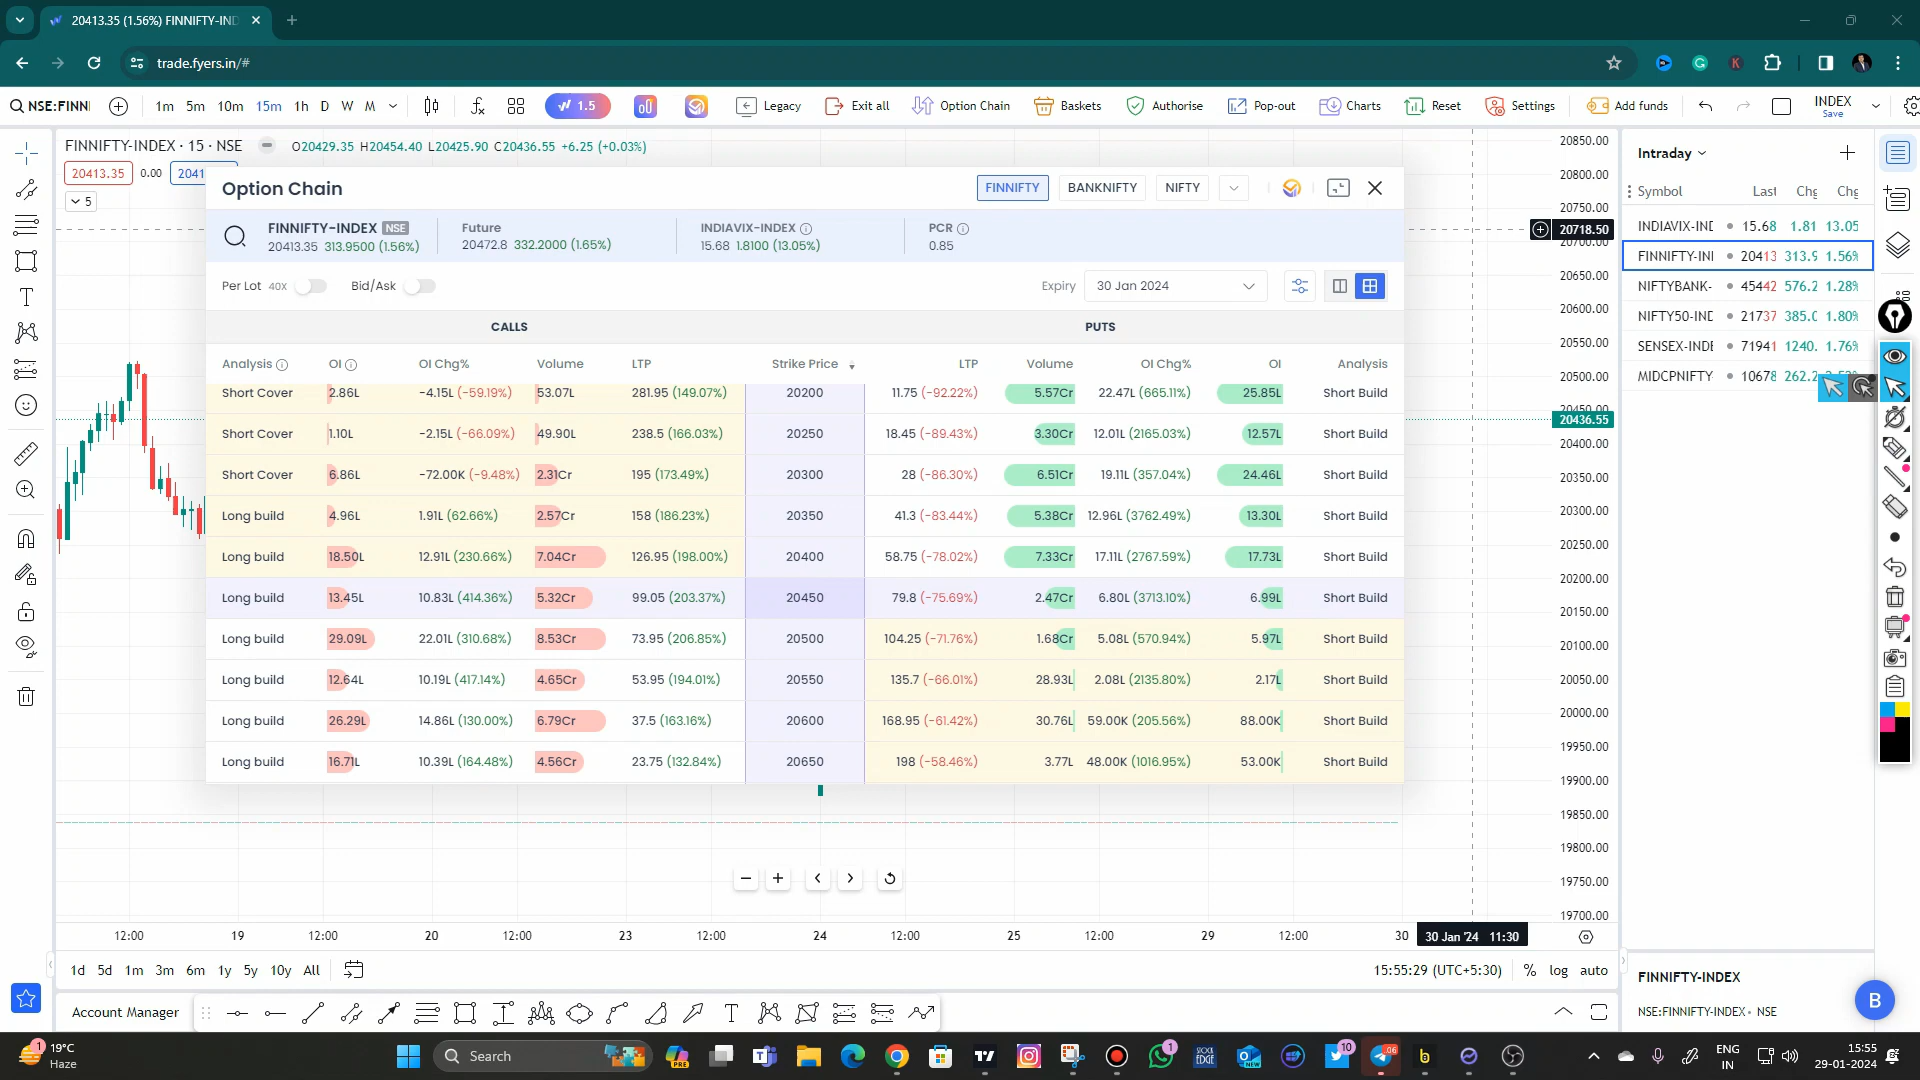 20413.35 (1.56%) FINNIFTY-IND
trade.fyers.in/#
NSE:FINNI 1m 5m 10m 15m 1h D W M 1.5 Legacy Exit all Option Chain Baskets Authorise Pop-out Charts Reset Settings Add funds INDEX
Save
FINNIFTY-INDEX · 15 · NSE O20429.35 H20454.40 L20425.90 C20436.55 +6.25 (+0.03%)
20413.35 0.00 2041
5
Option Chain FINNIFTY BANKNIFTY NIFTY
FINNIFTY-INDEX NSE Future INDIAVIX-INDEX PCR
20413.35 313.9500 (1.56%) 20472.8 332.2000 (1.65%) 15.68 1.8100 (13.05%) 0.85
Per Lot 40X Bid/Ask Expiry 30 Jan 2024
CALLS PUTS
Analysis OI OI Chg% Volume LTP Strike Price LTP Volume OI Chg% OI Analysis
Short Cover 2.86L -4.15L (-59.19%) 53.07L 281.95 (149.07%) 20200 11.75 (-92.22%) 5.57Cr 22.47L (665.11%) 25.85L Short Build
Short Cover 1.10L -2.15L (-66.09%) 49.90L 238.5 (166.03%) 20250 18.45 (-89.43%) 3.30Cr 12.01L (2165.03%) 12.57L Short Build
Short Cover 6.86L -72.00K (-9.48%) 2.31Cr 195 (173.49%) 20300 28 (-86.30%) 6.51Cr 19.11L (357.04%) 24.46L Short Build
Long build 4.96L 1.91L (62.66%) 2.57Cr 158 (186.23%) 20350 41.3 (-83.44%) 5.38Cr 12.96L (3762.49%) 13.30L Short Build
Long build 18.50L 12.91L (230.66%) 7.04Cr 126.95 (198.00%) 20400 58.75 (-78.02%) 7.33Cr 17.11L (2767.59%) 17.73L Short Build
Long build 13.45L 10.83L (414.36%) 5.32Cr 99.05 (203.37%) 20450 79.8 (-75.69%) 2.47Cr 6.80L (3713.10%) 6.99L Short Build
Long build 29.09L 22.01L (310.68%) 8.53Cr 73.95 (206.85%) 20500 104.25 (-71.76%) 1.68Cr 5.08L (570.94%) 5.97L Short Build
Long build 12.64L 10.19L (417.14%) 4.65Cr 53.95 (194.01%) 20550 135.7 (-66.01%) 28.93L 2.08L (2135.80%) 2.17L Short Build
Long build 26.29L 14.86L (130.00%) 6.79Cr 37.5 (163.16%) 20600 168.95 (-61.42%) 30.76L 59.00K (205.56%) 88.00K Short Build
Long build 16.71L 10.39L (164.48%) 4.56Cr 23.75 (132.84%) 20650 198 (-58.46%) 3.77L 48.00K (1016.95%) 53.00K Short Build
20850.00
20800.00
20750.00
20718.50
20700.00
20650.00
20600.00
20550.00
20500.00
20450.00
20436.55
20400.00
20350.00
20300.00
20250.00
20200.00
20150.00
20100.00
20050.00
20000.00
19950.00
19900.00
19850.00
19800.00
19750.00
19700.00
Intraday
Symbol Last Chg Chg
INDIAVIX-IND 15.68 1.81 13.05
FINNIFTY-INI 20413 313.9 1.56%
NIFTYBANK- 45442 576.2 1.28%
NIFTY50-IND 21737 385.0 1.80%
SENSEX-INDE 71941 1240. 1.76%
MIDCPNIFTY 10678 262.2
12:00 19 12:00 20 12:00 23 12:00 24 12:00 25 12:00 29 12:00 30 30 Jan '24 11:30
1d 5d 1m 3m 6m 1y 5y 10y All 15:55:29 (UTC+5:30) % log auto
FINNIFTY-INDEX
NSE:FINNIFTY-INDEX • NSE
B
Account Manager
1 19°C
Haze
Search
PRE
NEW
1
10
.06
ENG
IN
15:55
29-01-2024